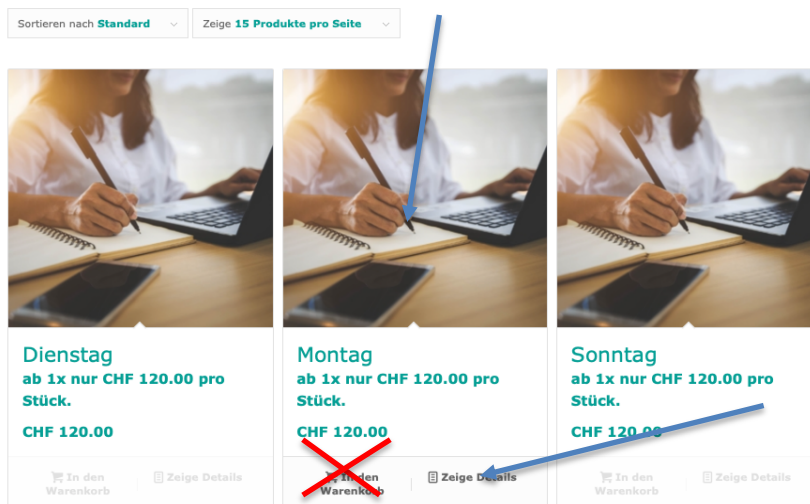 Sortieren nach Standard
Zeige 15 Produkte pro Seite
Dienstag
ab 1x nur CHF 120.00 pro
Stück.
CHF 120.00
In den
Warenkorb
Zeige Details
Montag
ab 1x nur CHF 120.00 pro
Stück.
CHF 120.00
In den
Warenkorb
Zeige Details
Sonntag
ab 1x nur CHF 120.00 pro
Stück.
CHF 120.00
In den
Warenkorb
Zeige Details